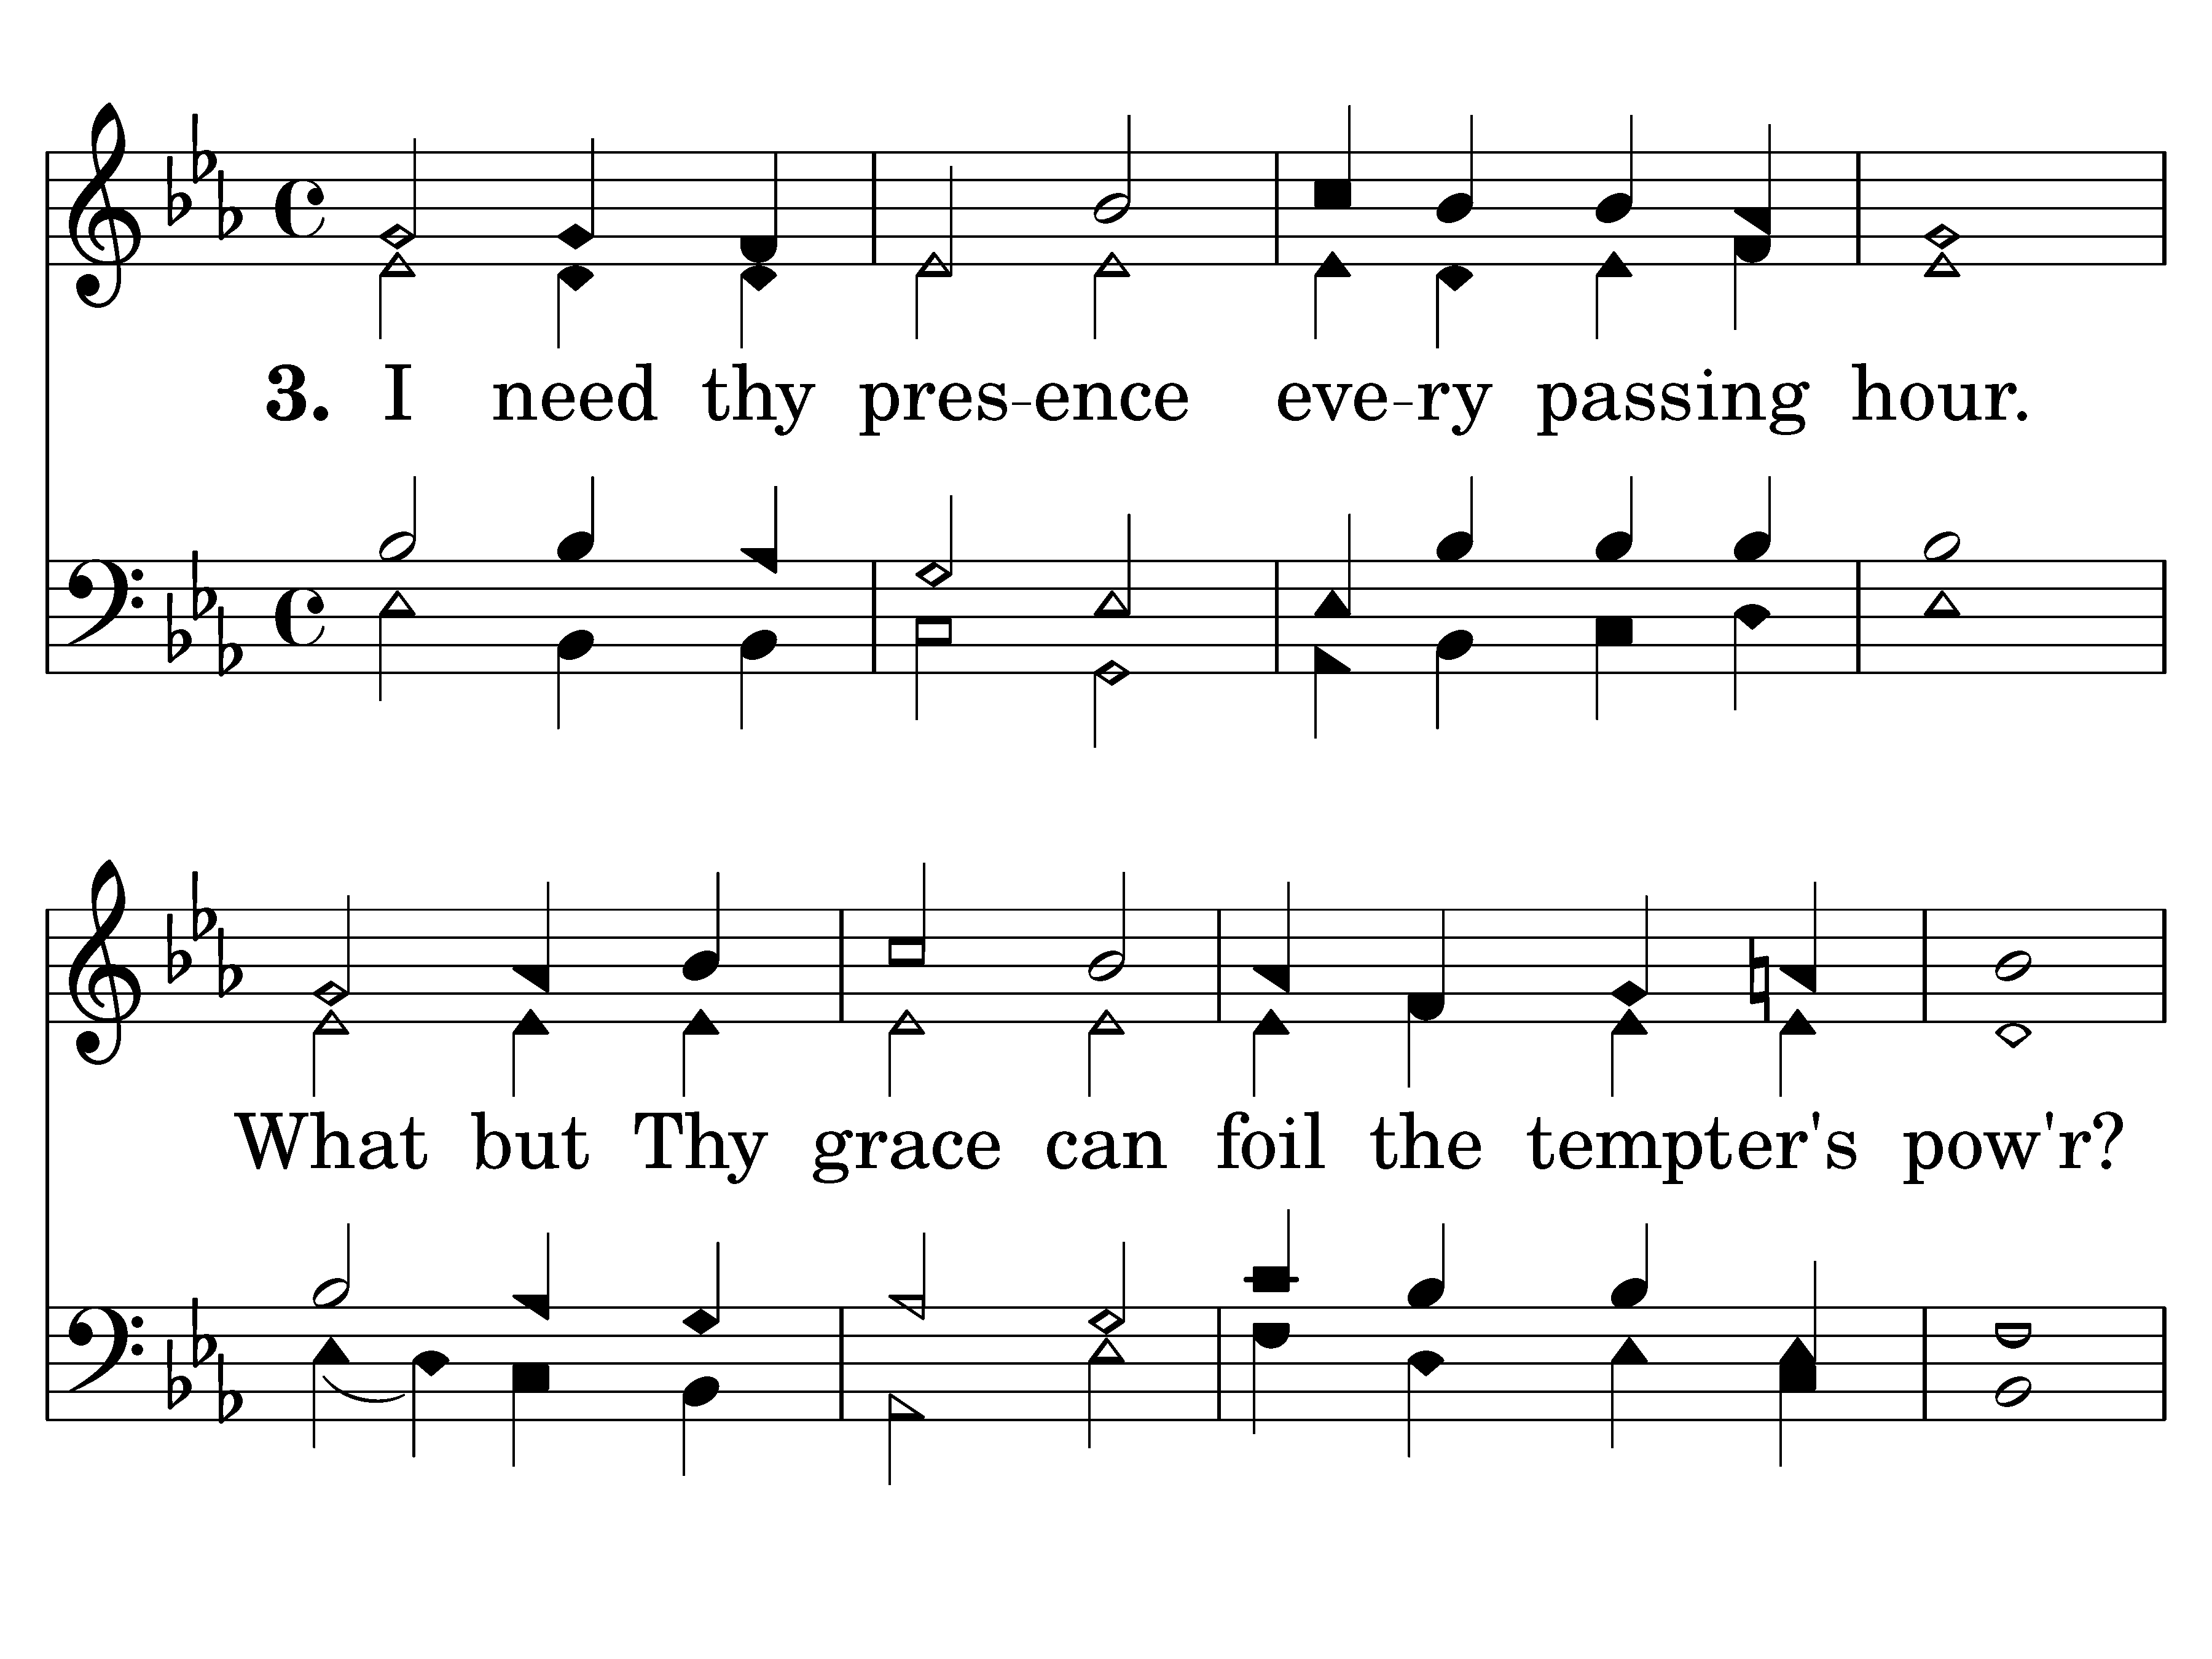 3. I need thy pres-ence eve-ry passing hour.
What but Thy grace can foil the tempter's pow'r?